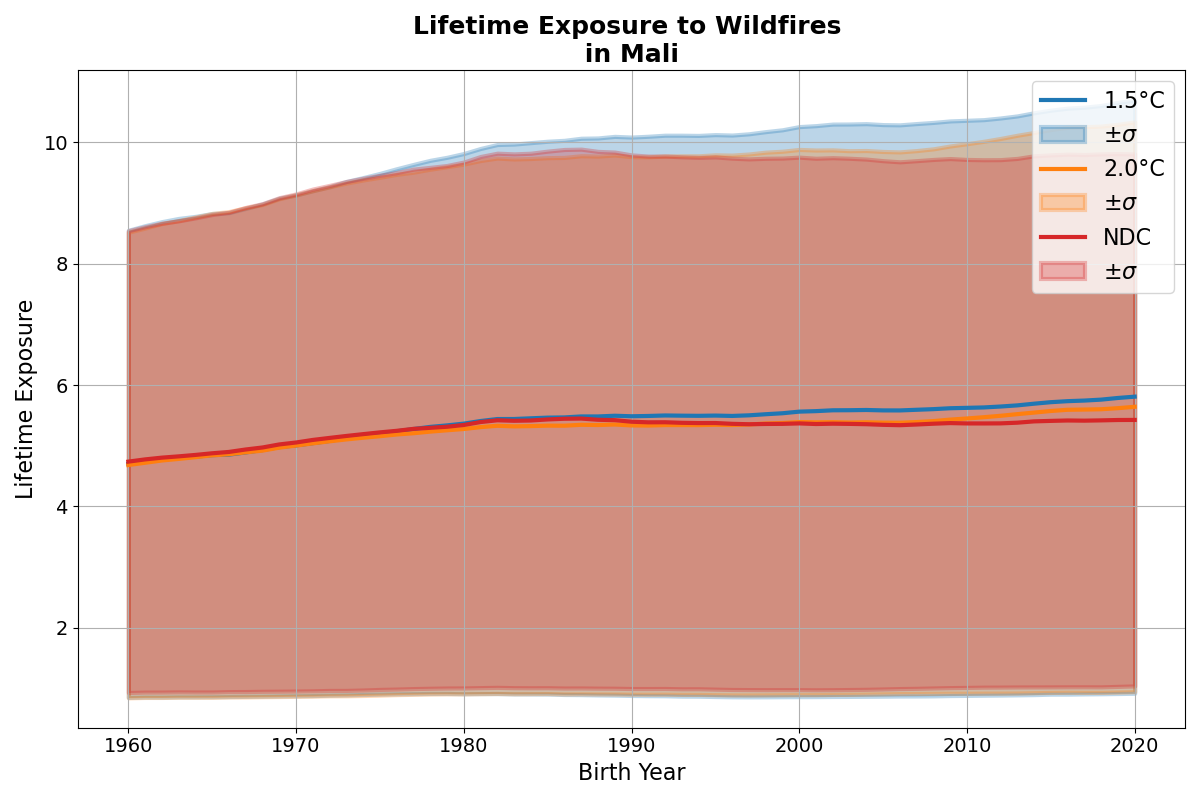 Lifetime Exposure to Wildfires
in Mali
1.5°C
±σ
2.0°C
±σ
NDC
±σ
Lifetime Exposure
10
8
6
4
2
1960 1970 1980 1990 2000 2010 2020
Birth Year